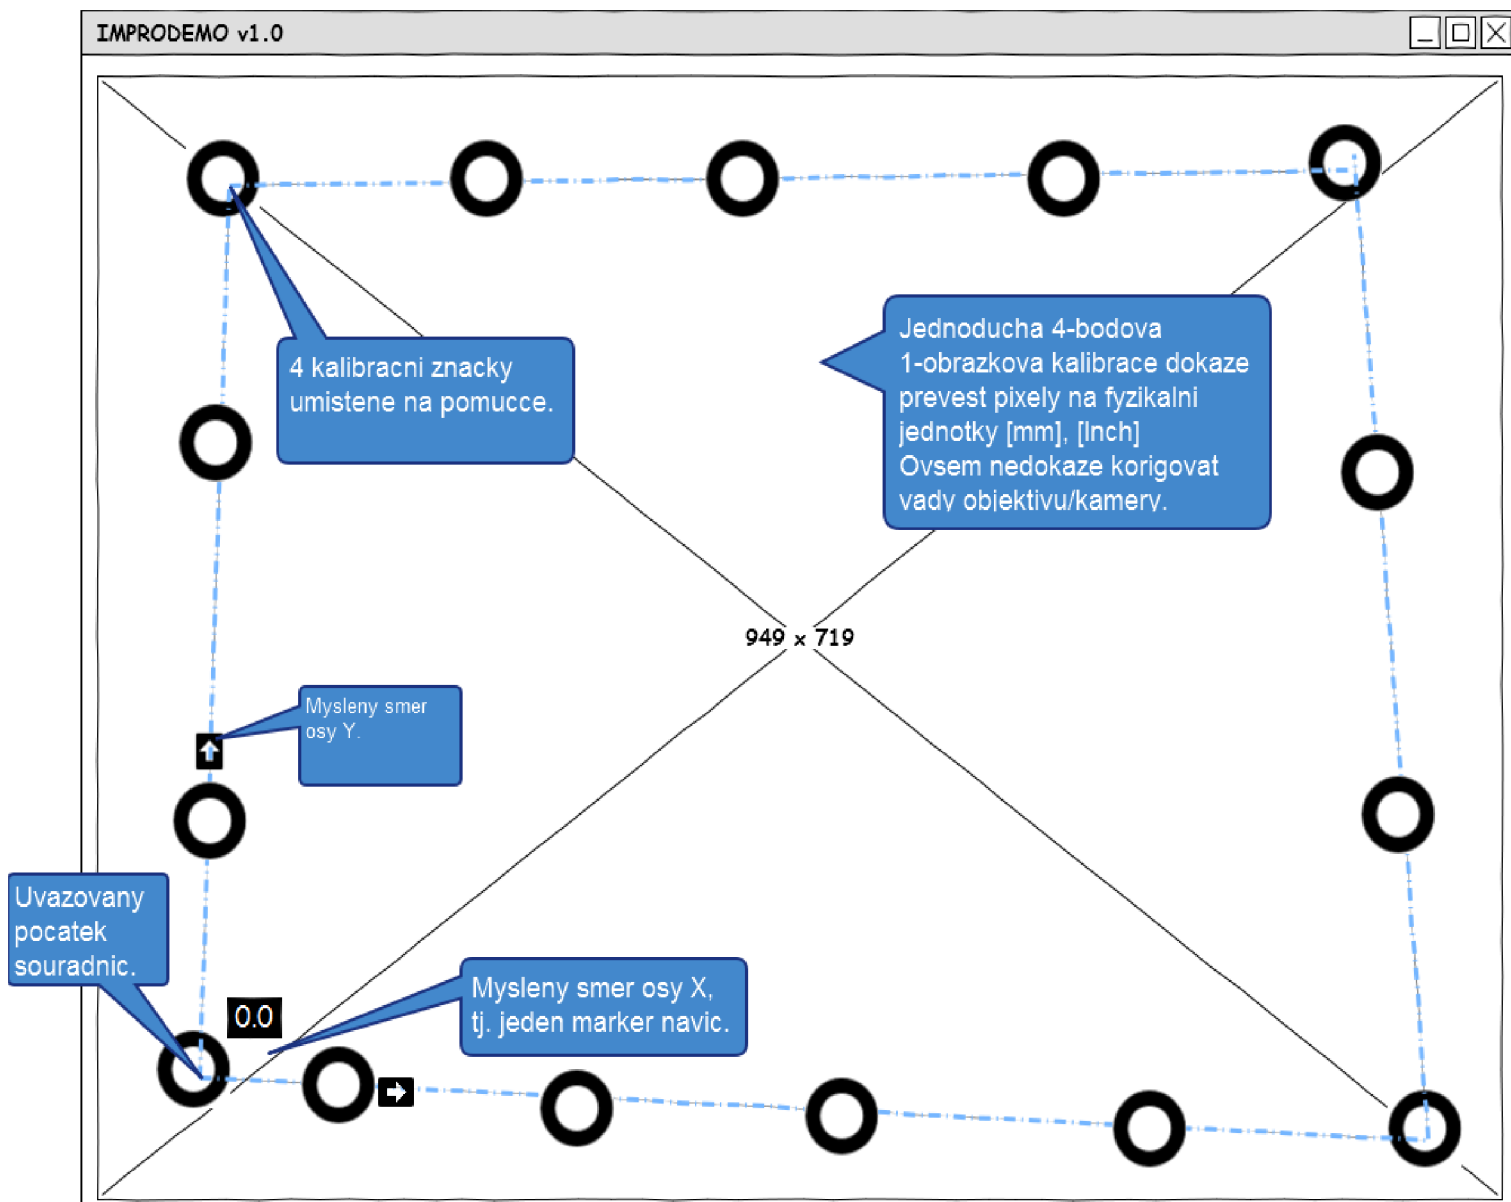 IMPRODEMO v1.0
4 kalibracni znacky
umistene na pomucce.
Jednoducha 4-bodova
1-obrazkova kalibrace dokaze
prevest pixely na fyzikalni
jednotky [mm], [Inch]
Ovsem nedokaze korigovat
vady objektivu/kamery.
949 x 719
Mysleny smer
osy Y.
Uvazovany
pocatek
souradnic.
0.0
Mysleny smer osy X,
tj. jeden marker navic.